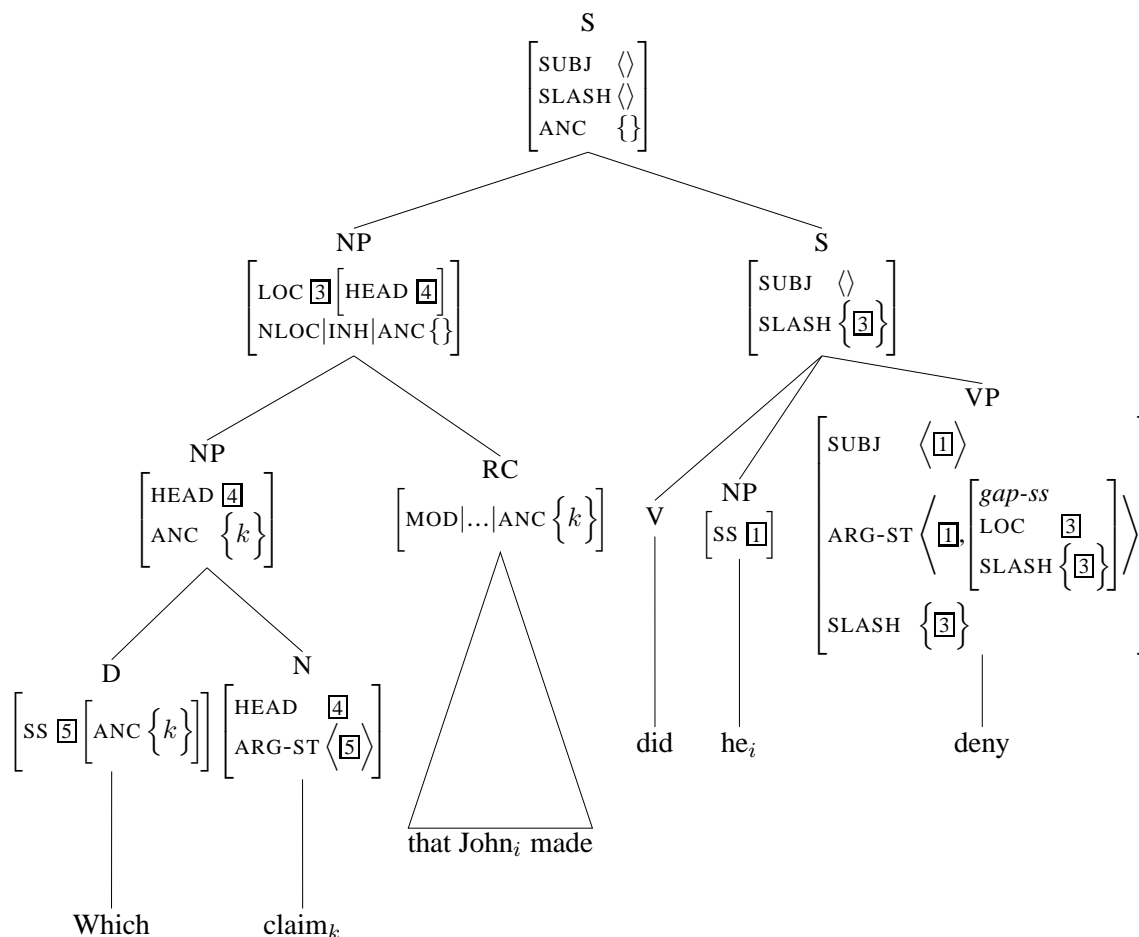 S
SUBJ ⟨⟩
SLASH ⟨⟩
ANC {}
NP
LOC 3 [HEAD 4]
NLOC|INH|ANC {}
S
SUBJ ⟨⟩
SLASH {3}
NP
HEAD 4
ANC {k}
RC
[MOD|...|ANC {k}]
V
NP
[SS 1]
VP
SUBJ ⟨1⟩
ARG-ST ⟨1, [gap-ss
LOC 3
SLASH {3}]⟩
SLASH {3}
D
[SS 5 [ANC {k}]]
N
HEAD 4
ARG-ST ⟨5⟩
did
he_i
deny
that John_i made
Which
claim_k